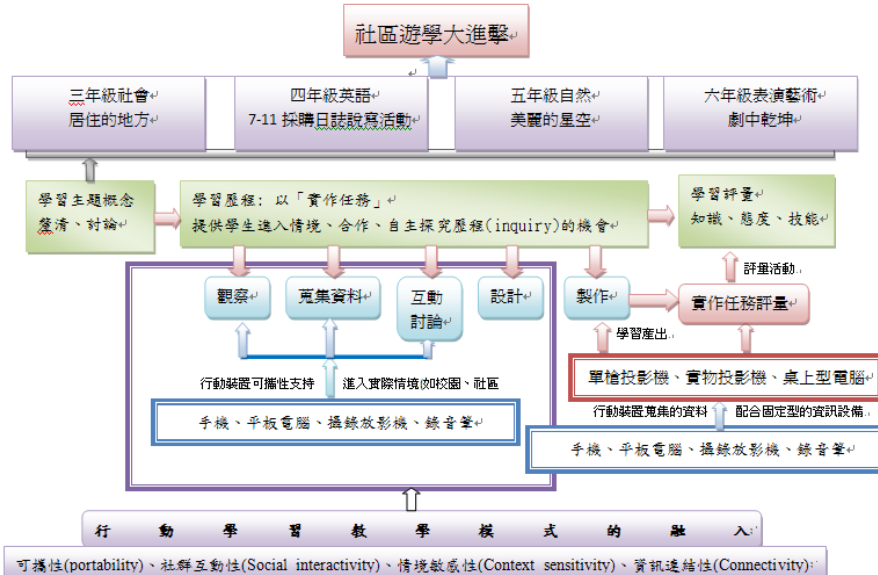 社區遊學大進擊
三年級社會
居住的地方
四年級英語
7-11 採購日誌說寫活動
五年級自然
美麗的星空
六年級表演藝術
劇中乾坤
學習主題概念
釐清、討論
學習歷程：以「實作任務」
提供學生進入情境、合作、自主探究歷程(inquiry)的機會
學習評量
知識、態度、技能
評量活動
觀察
蒐集資料
互動
討論
設計
製作
實作任務評量
學習產出
行動裝置可攜性支持
進入實際情境(如校園、社區
手機、平板電腦、攝錄放影機、錄音筆
單槍投影機、實物投影機、桌上型電腦
行動裝置蒐集的資料
配合固定型的資訊設備
手機、平板電腦、攝錄放影機、錄音筆
行動學習教學模式的融入
可攜性(portability)、社群互動性(Social interactivity)、情境敏感性(Context sensitivity)、資訊連結性(Connectivity)